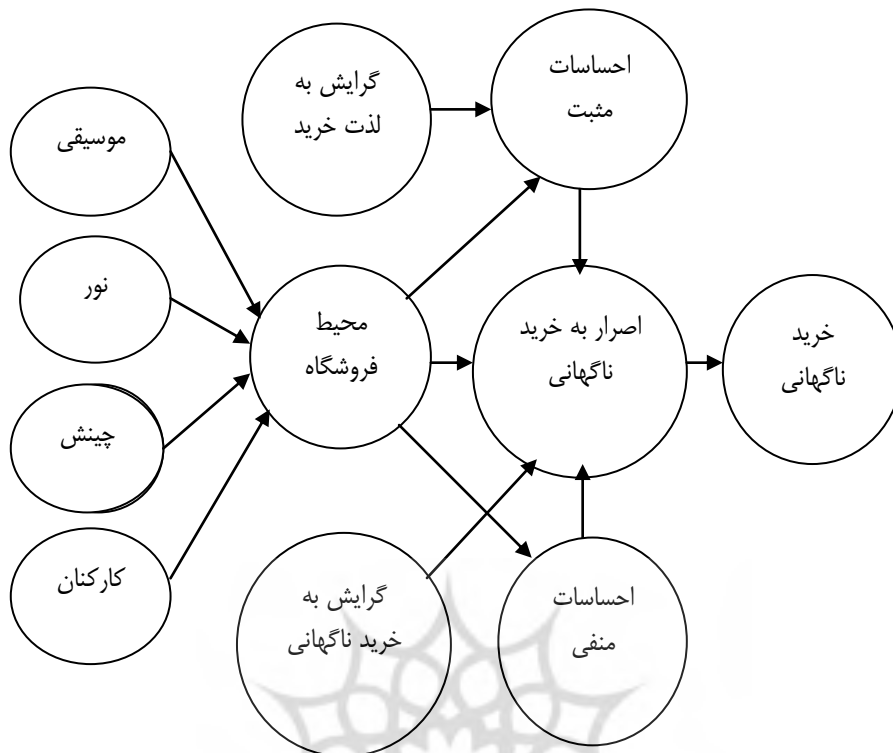 احساسات
مثبت
گرایش به
لذت خرید
موسیقی
نور
محیط
فروشگاه
اصرار به خرید
ناگهانی
خرید
ناگهانی
چینش
کارکنان
گرایش به
خرید ناگهانی
احساسات
منفی